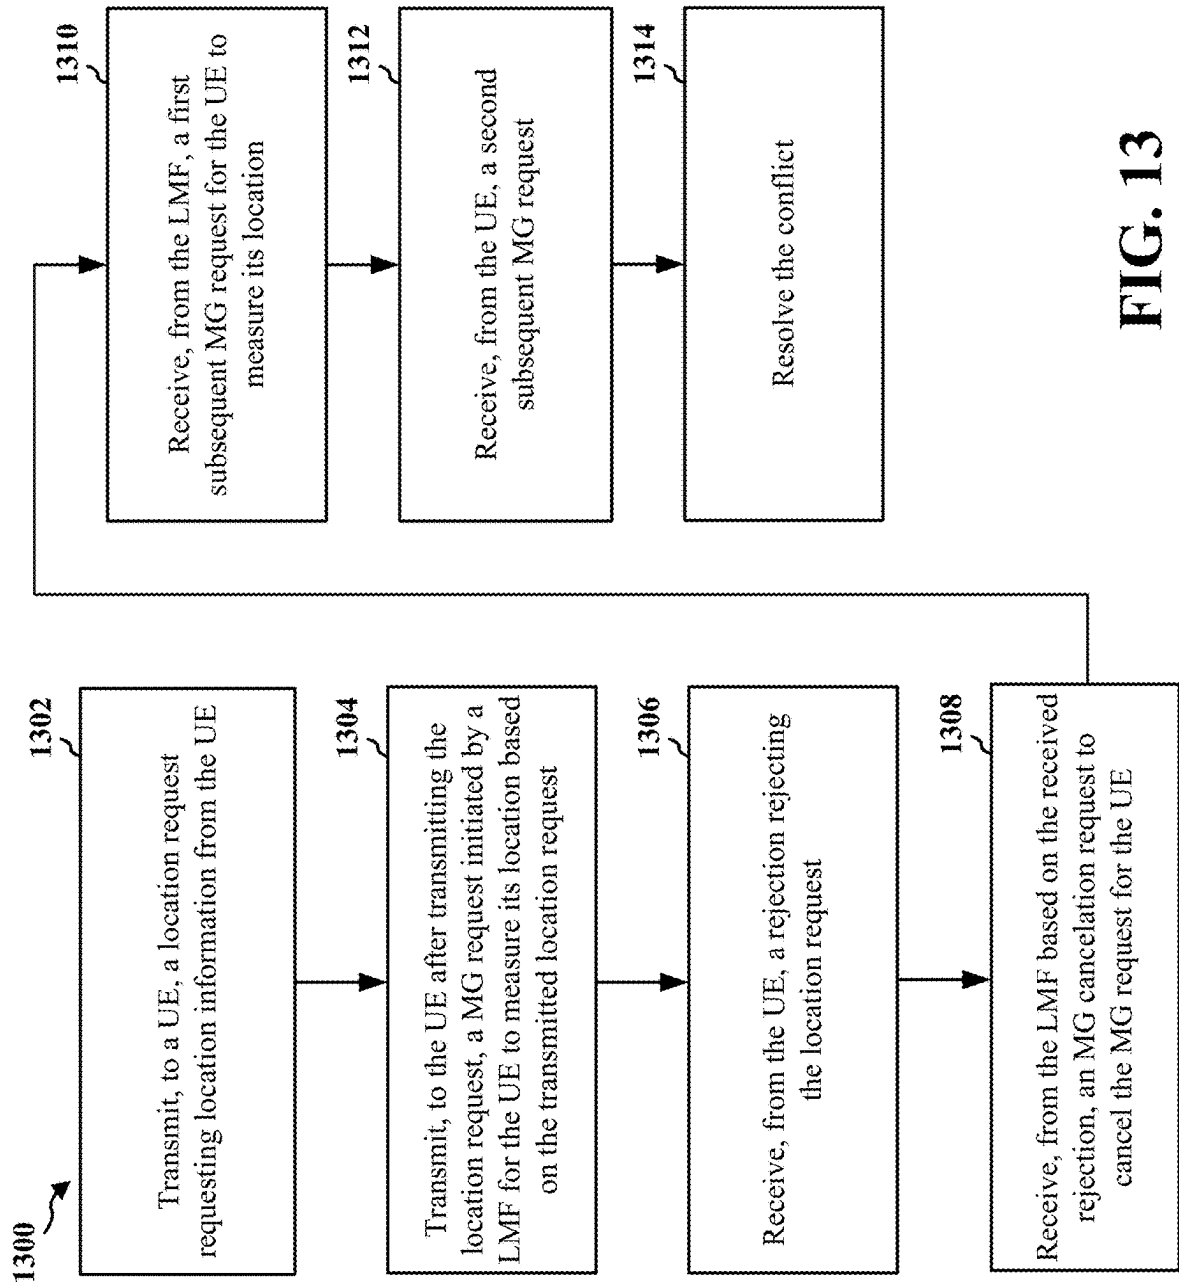 1300
1302
Transmit, to a UE, a location request
requesting location information from the UE
1304
Transmit, to the UE after transmitting the
location request, a MG request initiated by a
LMF for the UE to measure its location based
on the transmitted location request
1306
Receive, from the UE, a rejection rejecting
the location request
1308
Receive, from the LMF based on the received
rejection, an MG cancelation request to
cancel the MG request for the UE
1310
Receive, from the LMF, a first
subsequent MG request for the UE to
measure its location
1312
Receive, from the UE, a second
subsequent MG request
1314
Resolve the conflict
FIG. 13